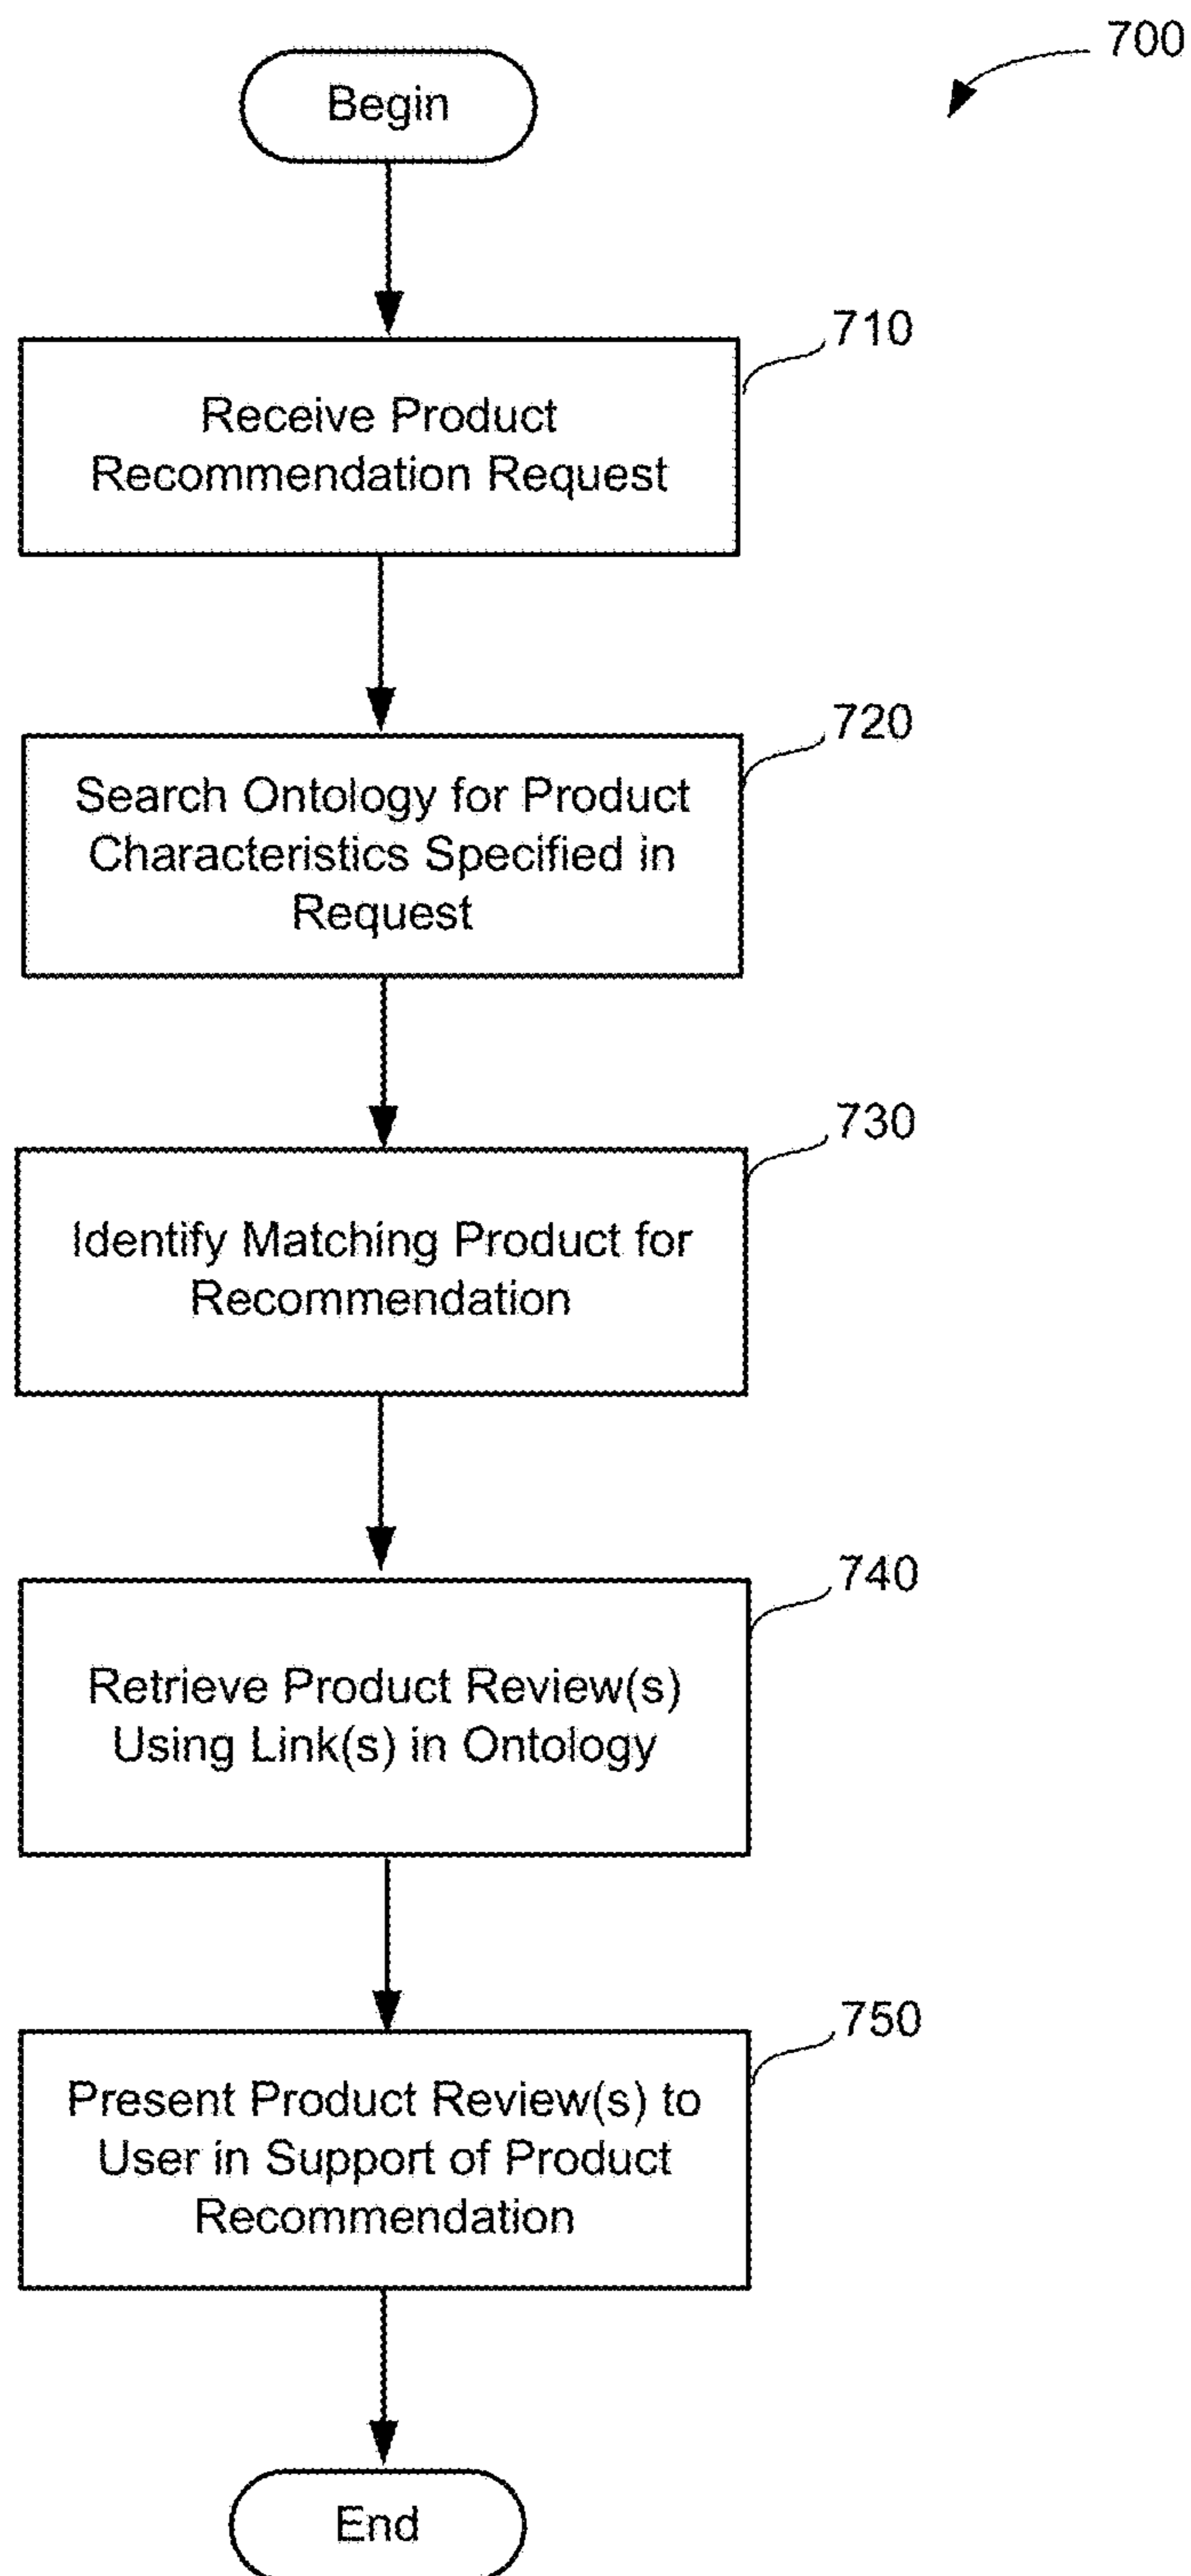 700
Begin
710
Receive Product
Recommendation Request
720
Search Ontology for Product
Characteristics Specified in
Request
730
Identify Matching Product for
Recommendation
740
Retrieve Product Review(s)
Using Link(s) in Ontology
750
Present Product Review(s) to
User in Support of Product
Recommendation
End